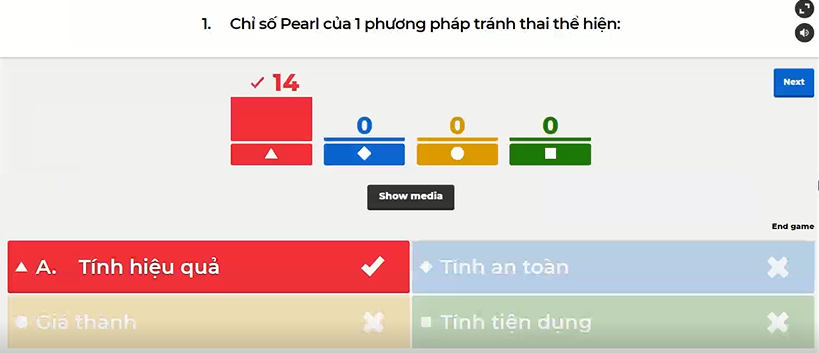 1. Chỉ số Pearl của 1 phương pháp tránh thai thể hiện:
14
Next
0
0
0
Show media
End game
A. Tính hiệu quả
Tính an toàn
Giá thành
Tính tiện dụng